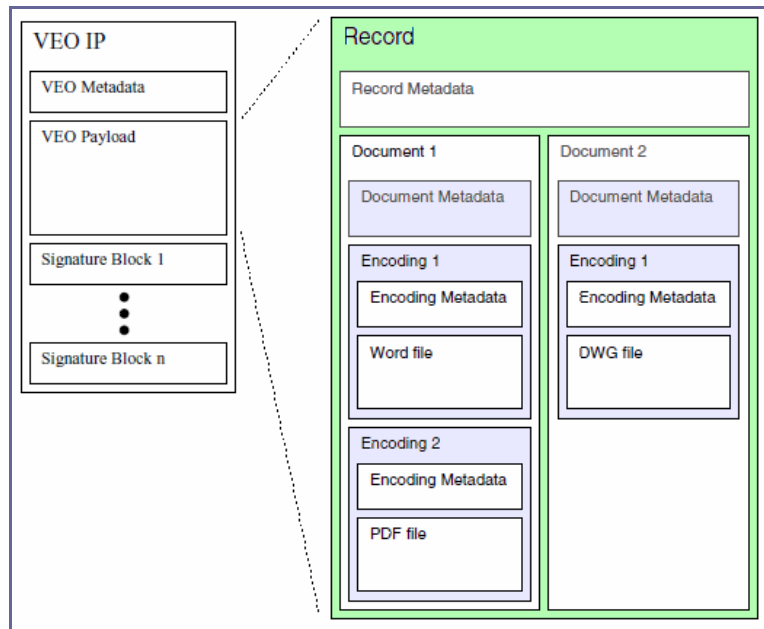 VEO IP
VEO Metadata
VEO Payload
Signature Block 1
Signature Block n
Record
Record Metadata
Document 1
Document Metadata
Encoding 1
Encoding Metadata
Word file
Encoding 2
Encoding Metadata
PDF file
Document 2
Document Metadata
Encoding 1
Encoding Metadata
DWG file